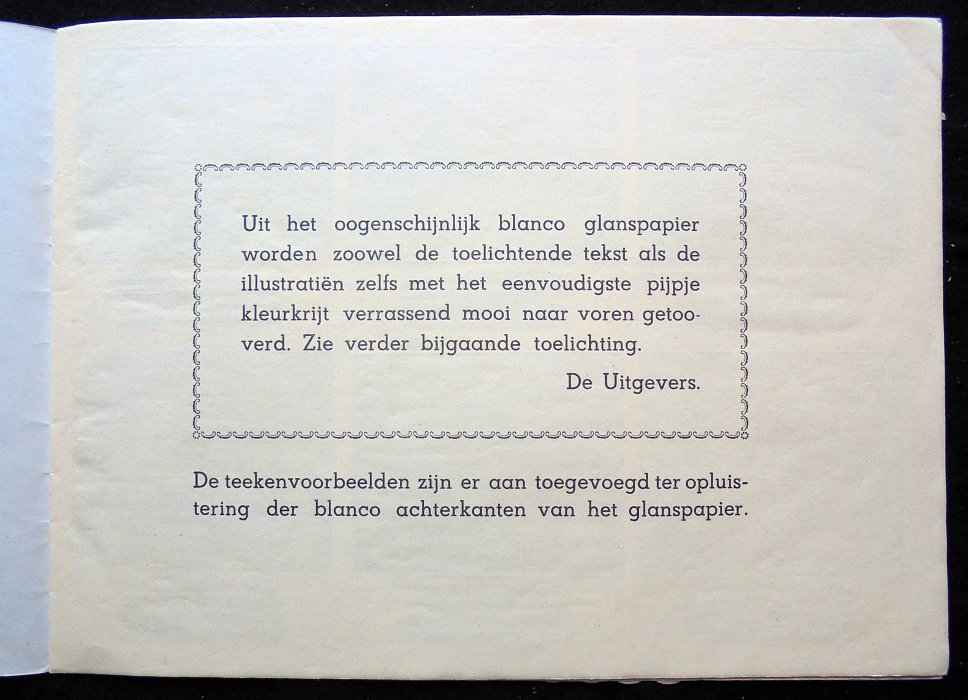 Uit het oogenschijnlijk blanco glanspapier
worden zoowel de toelichtende tekst als de
illustratiën zelfs met het eenvoudigste pijpje
kleurkrijt verrassend mooi naar voren getoo-
verd. Zie verder bijgaande toelichting.
De Uitgevers.
De teekenvoorbeelden zijn er aan toegevoegd ter opluis-
tering der blanco achterkanten van het glanspapier.